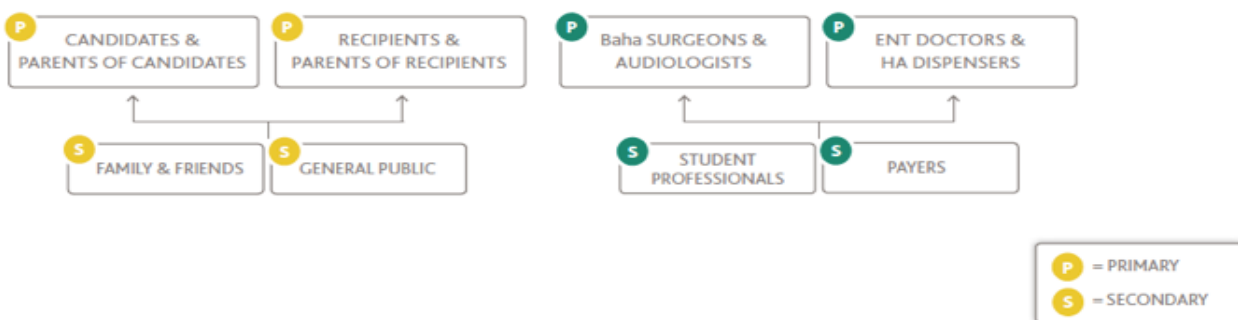 P
CANDIDATES &
PARENTS OF CANDIDATES
P
RECIPIENTS &
PARENTS OF RECIPIENTS
P
Baha SURGEONS &
AUDIOLOGISTS
P
ENT DOCTORS &
HA DISPENSERS
S
FAMILY & FRIENDS
S
GENERAL PUBLIC
S
STUDENT
PROFESSIONALS
S
PAYERS
P = PRIMARY
S = SECONDARY